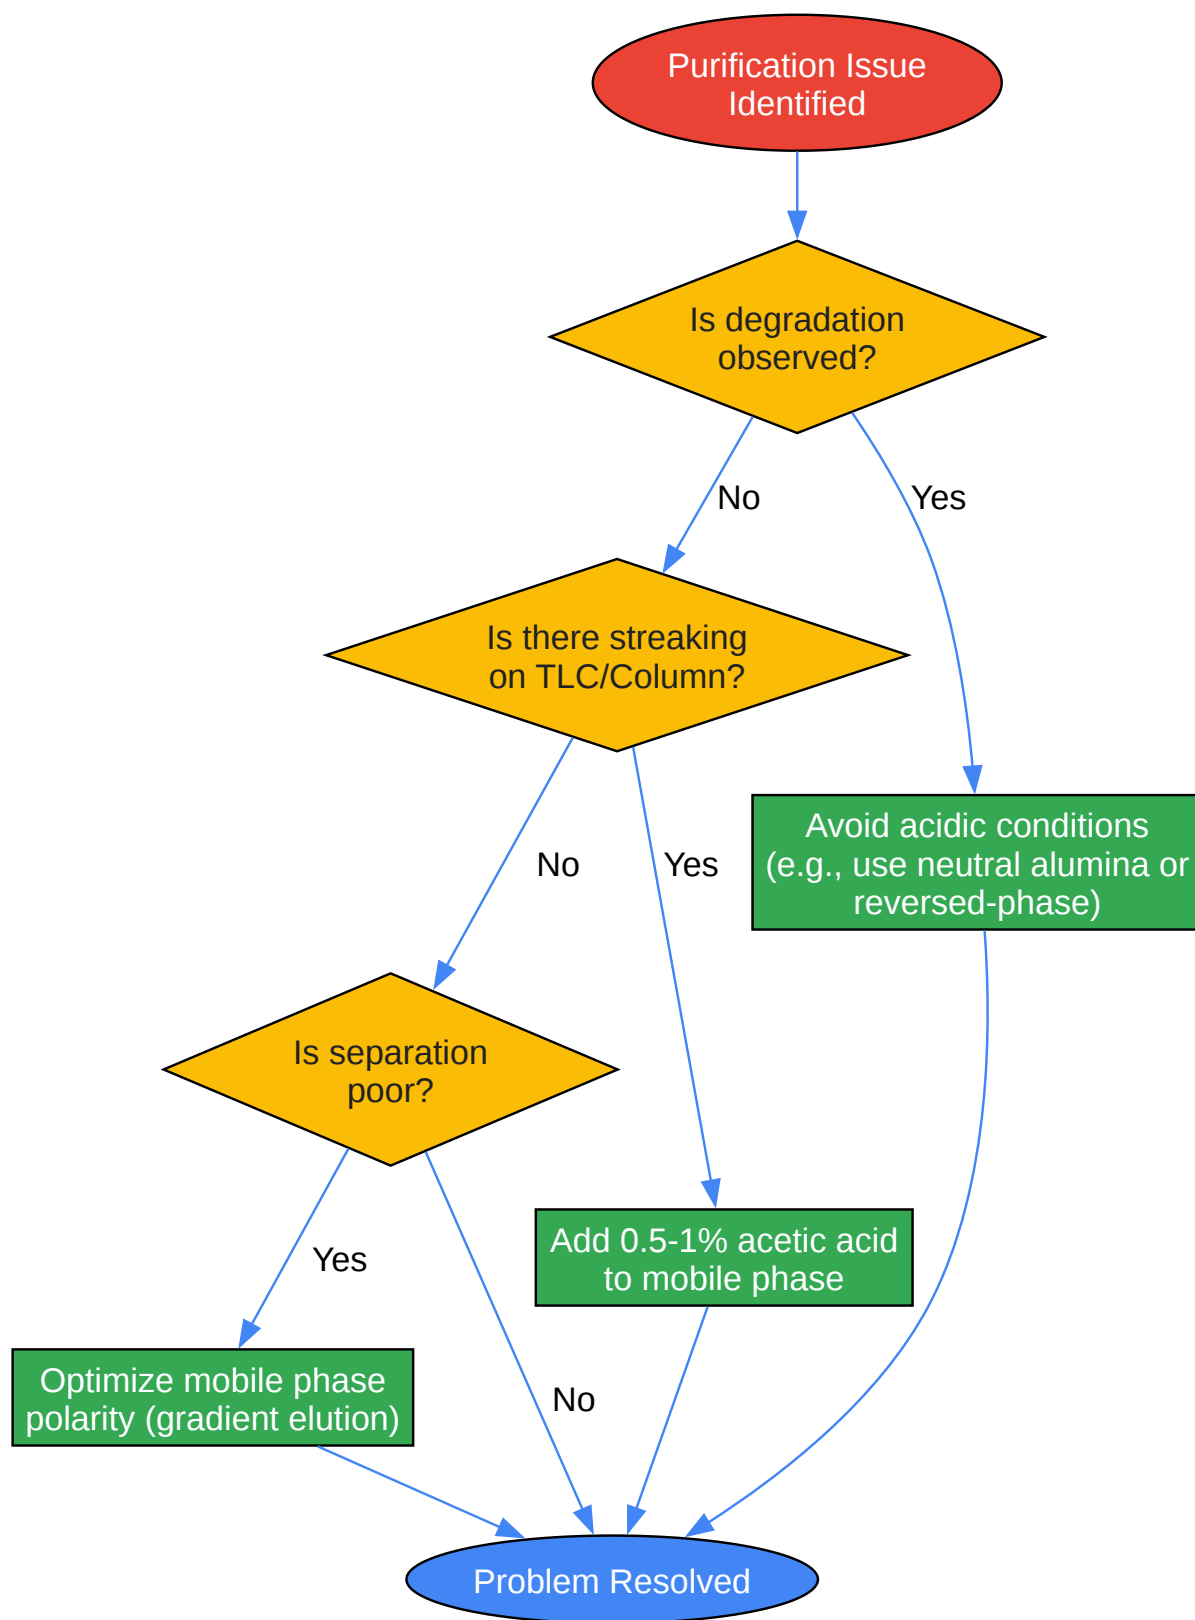 Purification Issue
Identified
Is degradation
observed?
No
Yes
Is there streaking
on TLC/Column?
No
Yes
Avoid acidic conditions
(e.g., use neutral alumina or
reversed-phase)
Is separation
poor?
Yes
No
Add 0.5-1% acetic acid
to mobile phase
Optimize mobile phase
polarity (gradient elution)
Problem Resolved